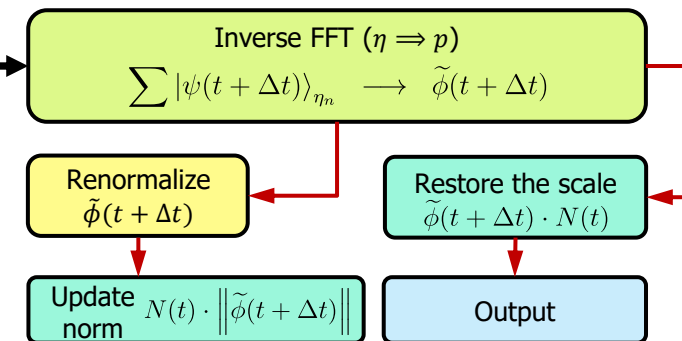 Inverse FFT (η ⟹ p)
∑ |ψ(t + Δt)⟩_{η_n} ⟶ ϕ̃(t + Δt)
Renormalize
ϕ̃(t + Δt)
Restore the scale
ϕ̃(t + Δt) · N(t)
Update norm N(t) · ‖ϕ̃(t + Δt)‖
Output